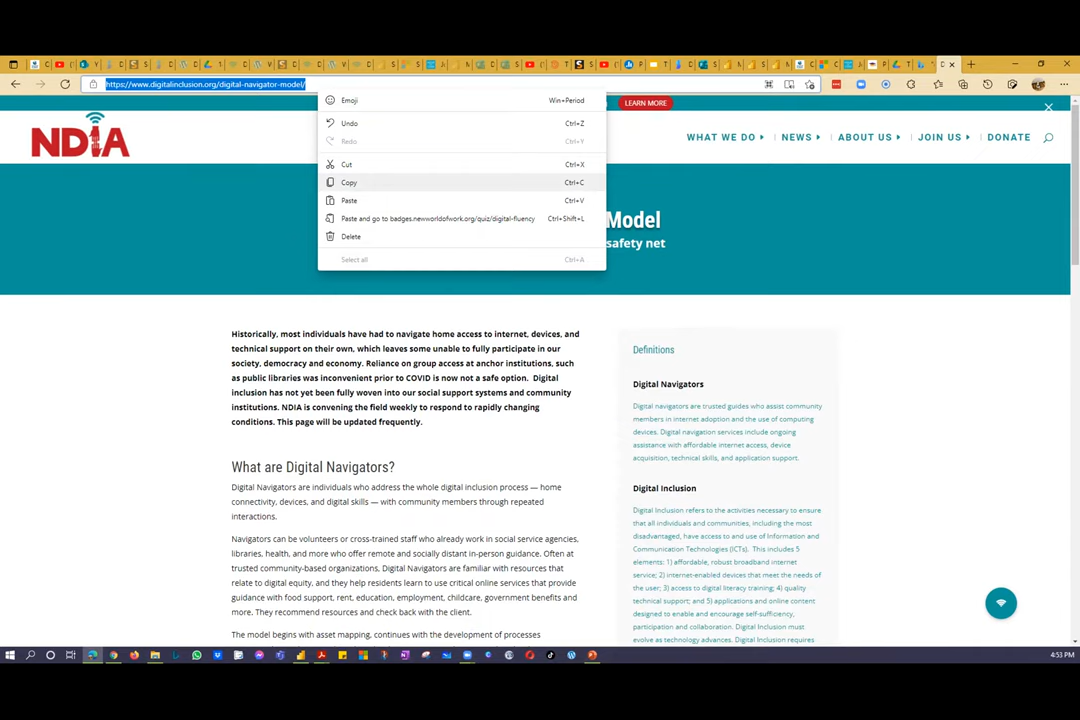 https://www.digitalinclusion.org/digital-navigator-model/
Emoji Win+Period
Undo Ctrl+Z
Redo Ctrl+Y
Cut Ctrl+X
Copy Ctrl+C
Paste Ctrl+V
Paste and go to badges.newworldofwork.org/quiz/digital-fluency Ctrl+Shift+L
Delete
Select all Ctrl+A
LEARN MORE
NDIA
WHAT WE DO
NEWS
ABOUT US
JOIN US
DONATE
Model
safety net
Historically, most individuals have had to navigate home access to internet, devices, and
technical support on their own, which leaves some unable to fully participate in our
society, democracy and economy. Reliance on group access at anchor institutions, such
as public libraries was inconvenient prior to COVID is now not a safe option. Digital
inclusion has not yet been fully woven into our social support systems and community
institutions. NDIA is convening the field weekly to respond to rapidly changing
conditions. This page will be updated frequently.
What are Digital Navigators?
Digital Navigators are individuals who address the whole digital inclusion process — home
connectivity, devices, and digital skills — with community members through repeated
interactions.
Navigators can be volunteers or cross-trained staff who already work in social service agencies,
libraries, health, and more who offer remote and socially distant in-person guidance. Often at
trusted community-based organizations, Digital Navigators are familiar with resources that
relate to digital equity, and they help residents learn to use critical online services that provide
guidance with food support, rent, education, employment, childcare, government benefits and
more. They recommend resources and check back with the client.
The model begins with asset mapping, continues with the development of processes
Definitions
Digital Navigators
Digital navigators are trusted guides who assist community
members in internet adoption and the use of computing
devices. Digital navigation services include ongoing
assistance with affordable internet access, device
acquisition, technical skills, and application support.
Digital Inclusion
Digital Inclusion refers to the activities necessary to ensure
that all individuals and communities, including the most
disadvantaged, have access to and use of Information and
Communication Technologies (ICTs). This includes 5
elements: 1) affordable, robust broadband internet
service; 2) internet-enabled devices that meet the needs of
the user; 3) access to digital literacy training; 4) quality
technical support; and 5) applications and online content
designed to enable and encourage self-sufficiency,
participation and collaboration. Digital Inclusion must
evolve as technology advances. Digital Inclusion requires
4:53 PM